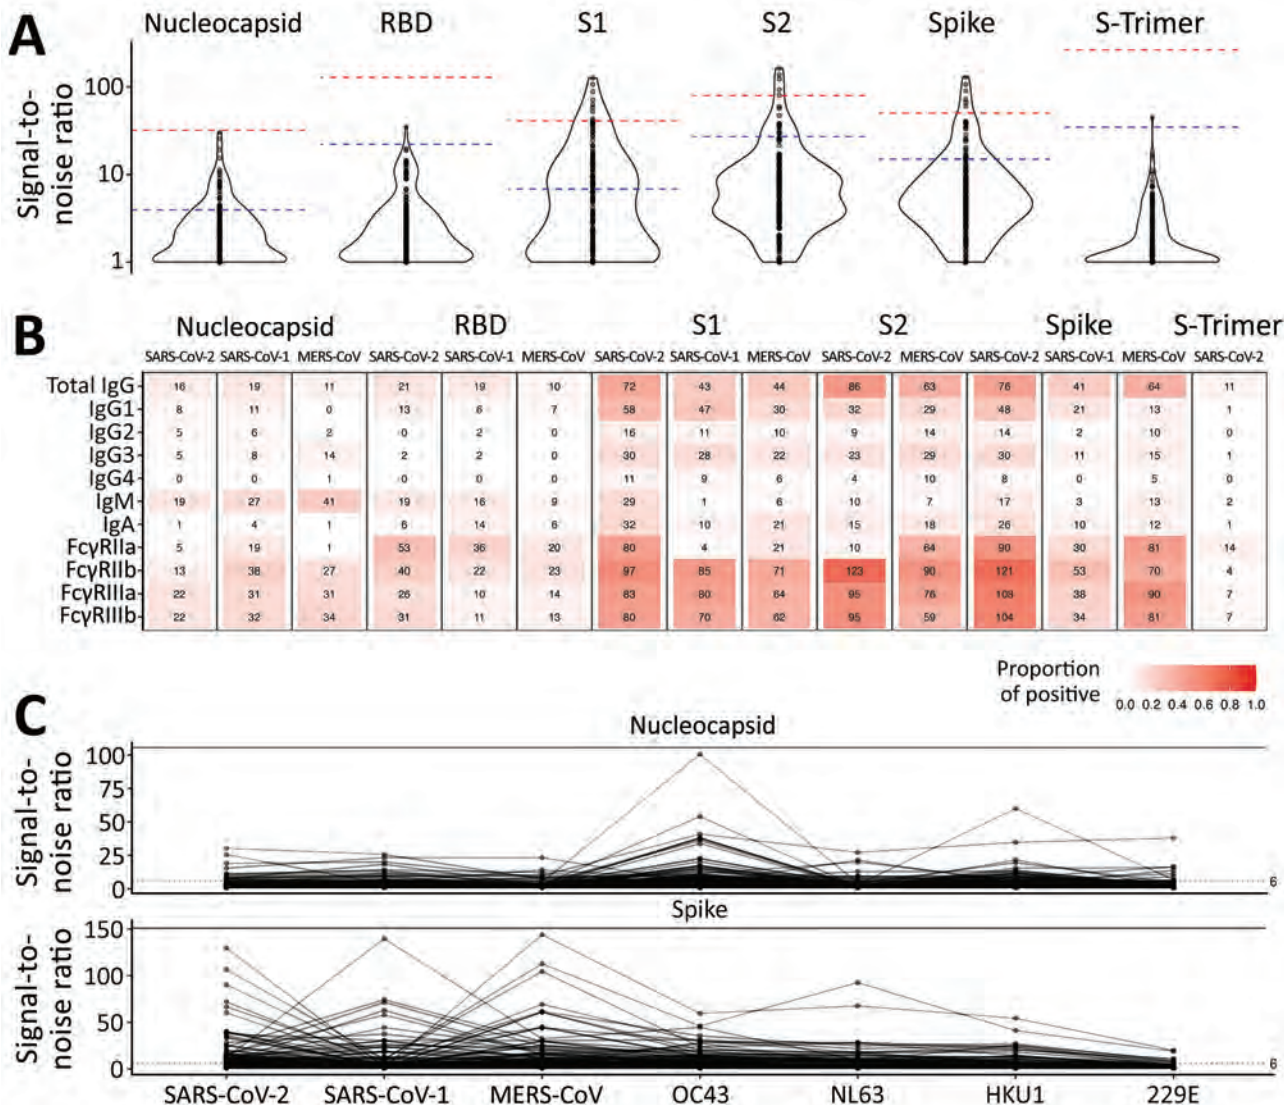 A
Nucleocapsid RBD S1 S2 Spike S-Trimer
Signal-to-
noise ratio
100
10
1
B
Nucleocapsid RBD S1 S2 Spike S-Trimer
SARS-CoV-2 SARS-CoV-1 MERS-CoV SARS-CoV-2 SARS-CoV-1 MERS-CoV SARS-CoV-2 SARS-CoV-1 MERS-CoV SARS-CoV-2 MERS-CoV SARS-CoV-2 SARS-CoV-1 MERS-CoV SARS-CoV-2
Total IgG 16 19 11 21 19 10 72 43 44 86 63 76 41 64 11
IgG1 8 11 0 13 6 7 58 47 30 32 29 48 21 13 1
IgG2 5 6 2 0 2 0 16 11 10 9 14 14 2 10 0
IgG3 5 8 14 2 2 0 30 28 22 23 29 30 11 15 1
IgG4 0 0 1 0 0 0 11 9 6 4 10 8 0 5 0
IgM 19 27 41 19 16 9 29 1 6 10 7 17 3 13 2
IgA 1 4 1 6 14 6 32 10 21 15 18 26 10 12 1
FcγRIIa 5 19 1 53 36 20 80 4 21 10 64 90 30 81 14
FcγRIIb 13 38 27 40 22 23 97 85 71 123 90 121 53 70 4
FcγRIIIa 22 31 31 26 10 14 83 80 64 95 76 108 38 90 7
FcγRIIIb 22 32 34 31 11 13 80 70 62 95 59 104 34 81 7
Proportion
of positive
0.0 0.2 0.4 0.6 0.8 1.0
C
Nucleocapsid
Signal-to-
noise ratio
100
75
50
25
0
6
Spike
Signal-to-
noise ratio
150
100
50
0
6
SARS-CoV-2 SARS-CoV-1 MERS-CoV OC43 NL63 HKU1 229E